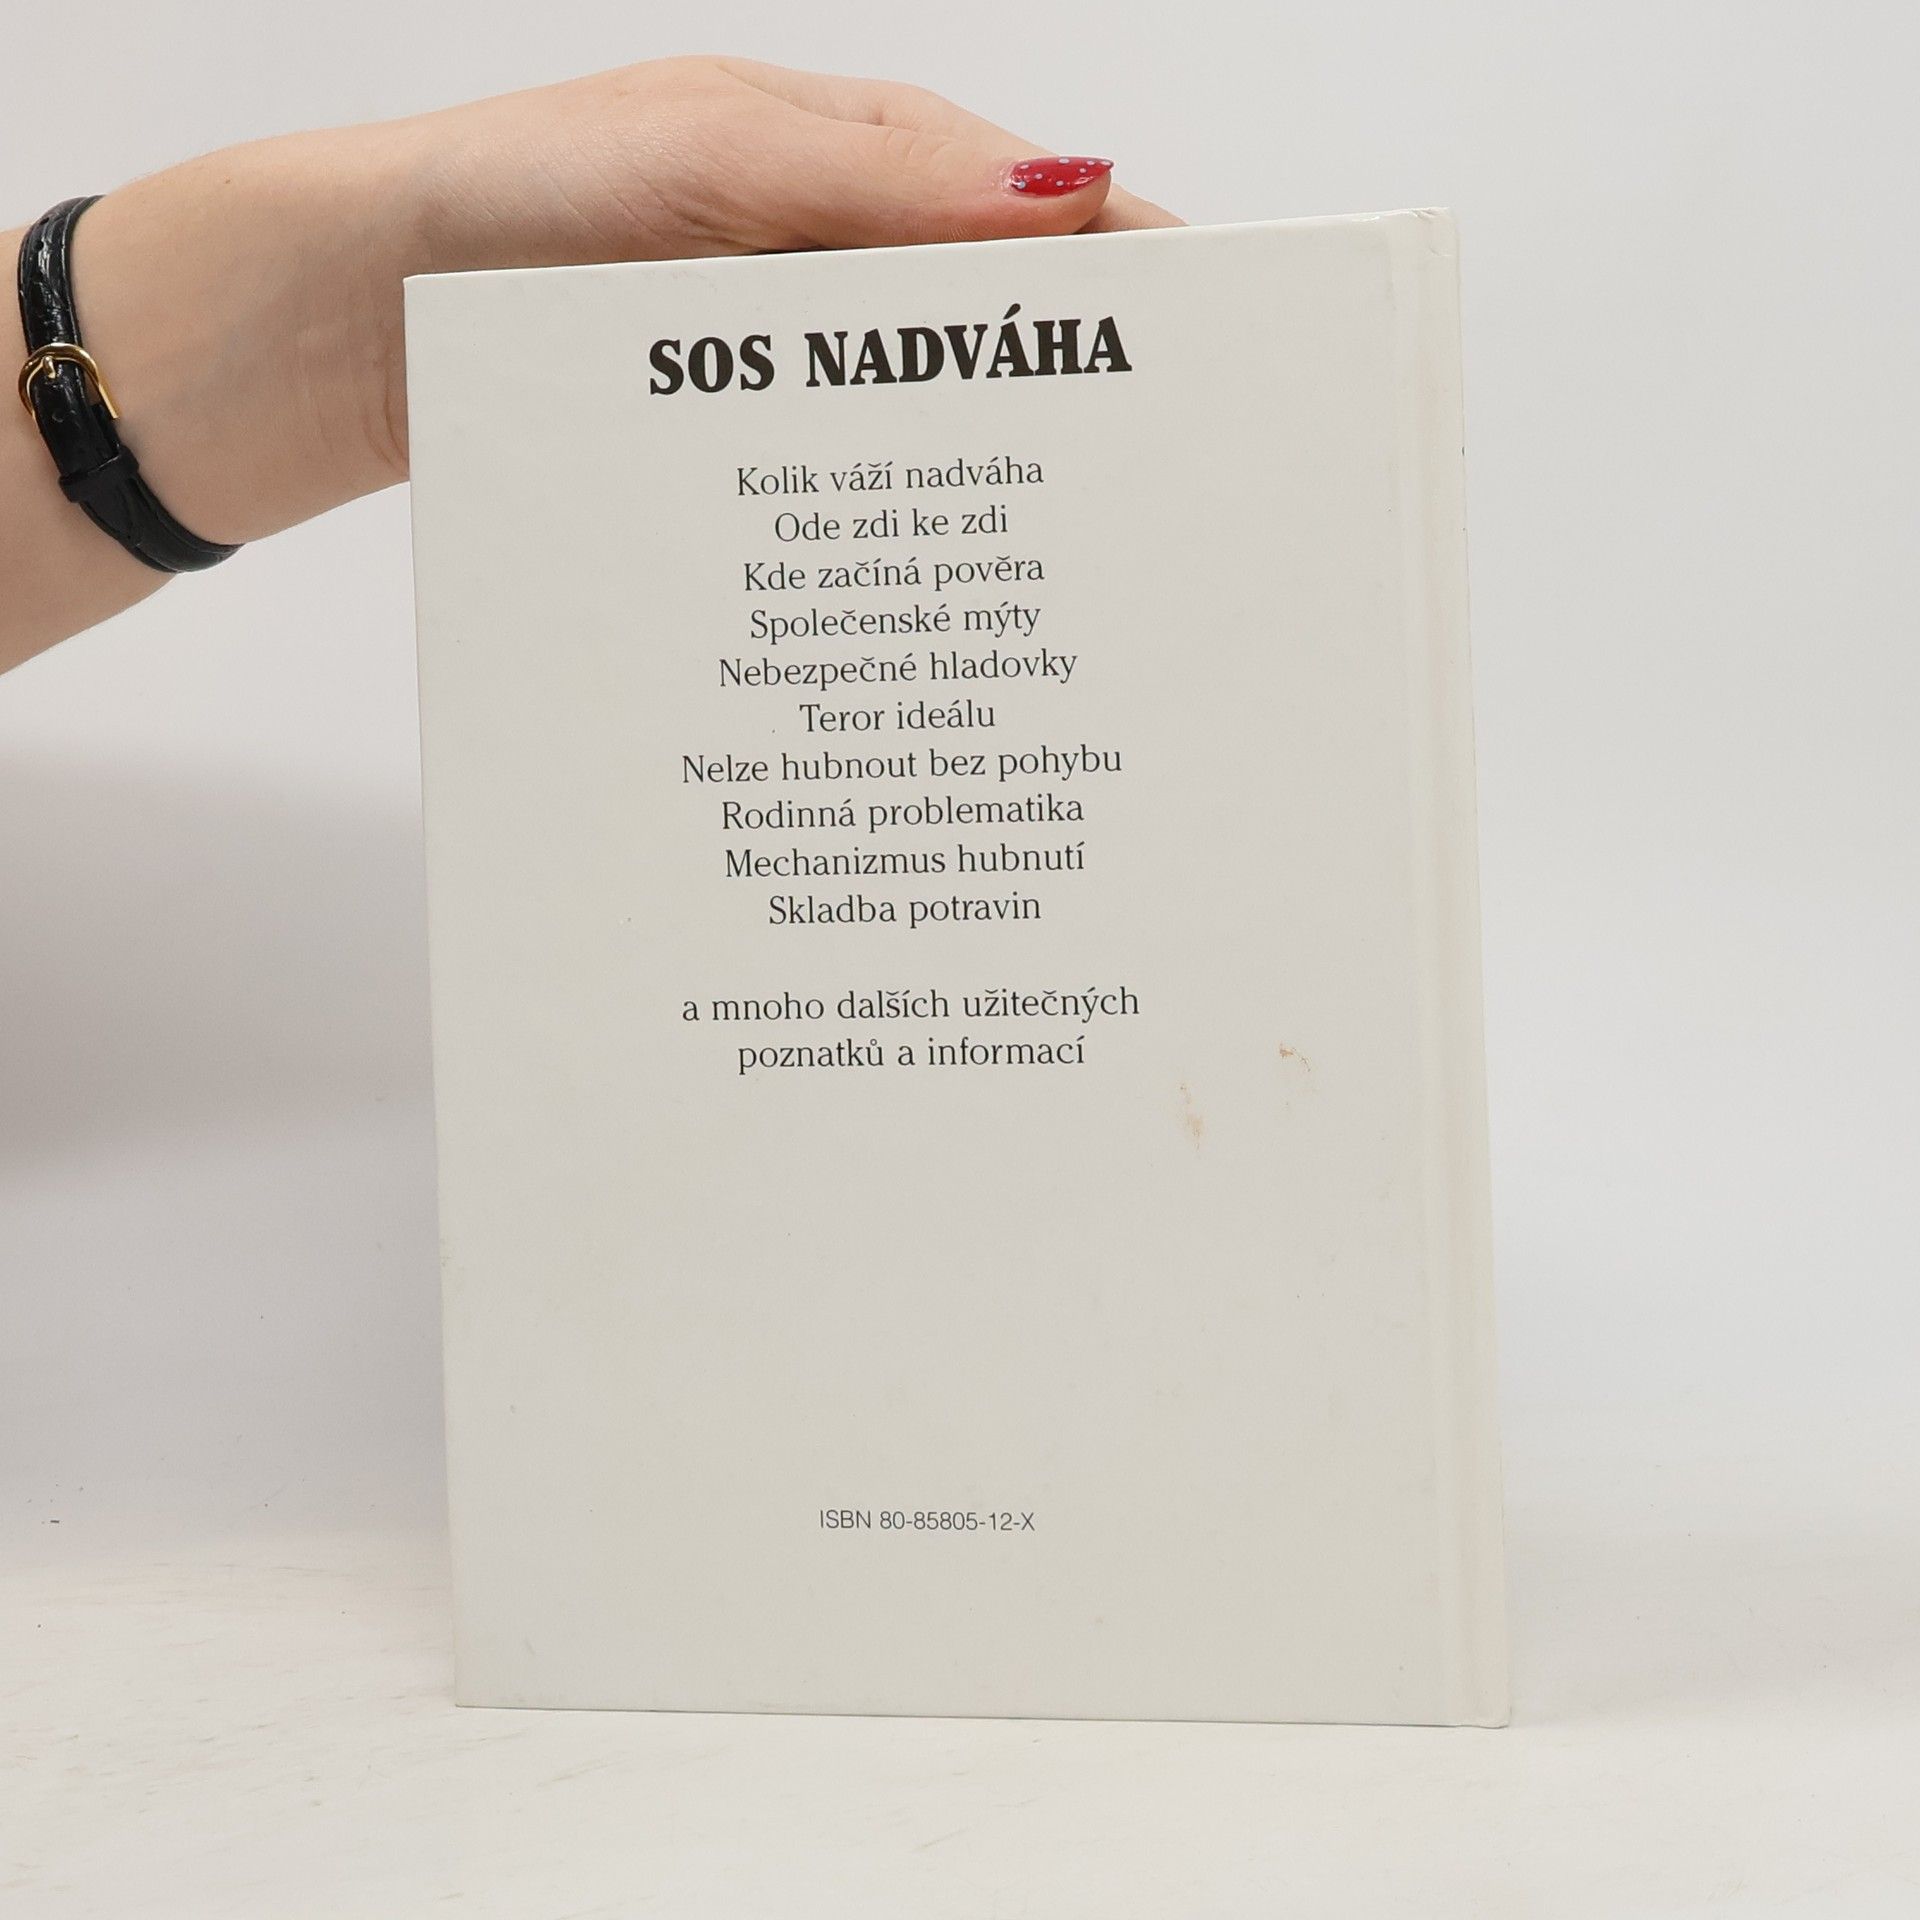 SOS NADVÁHA
Kolik váží nadváha
Ode zdi ke zdi
Kde začíná pověra
Společenské mýty
Nebezpečné hladovky
Teror ideálu
Nelze hubnout bez pohybu
Rodinná problematika
Mechanizmus hubnutí
Skladba potravin
a mnoho dalších užitečných
poznatků a informací
ISBN 80-85805-12-X